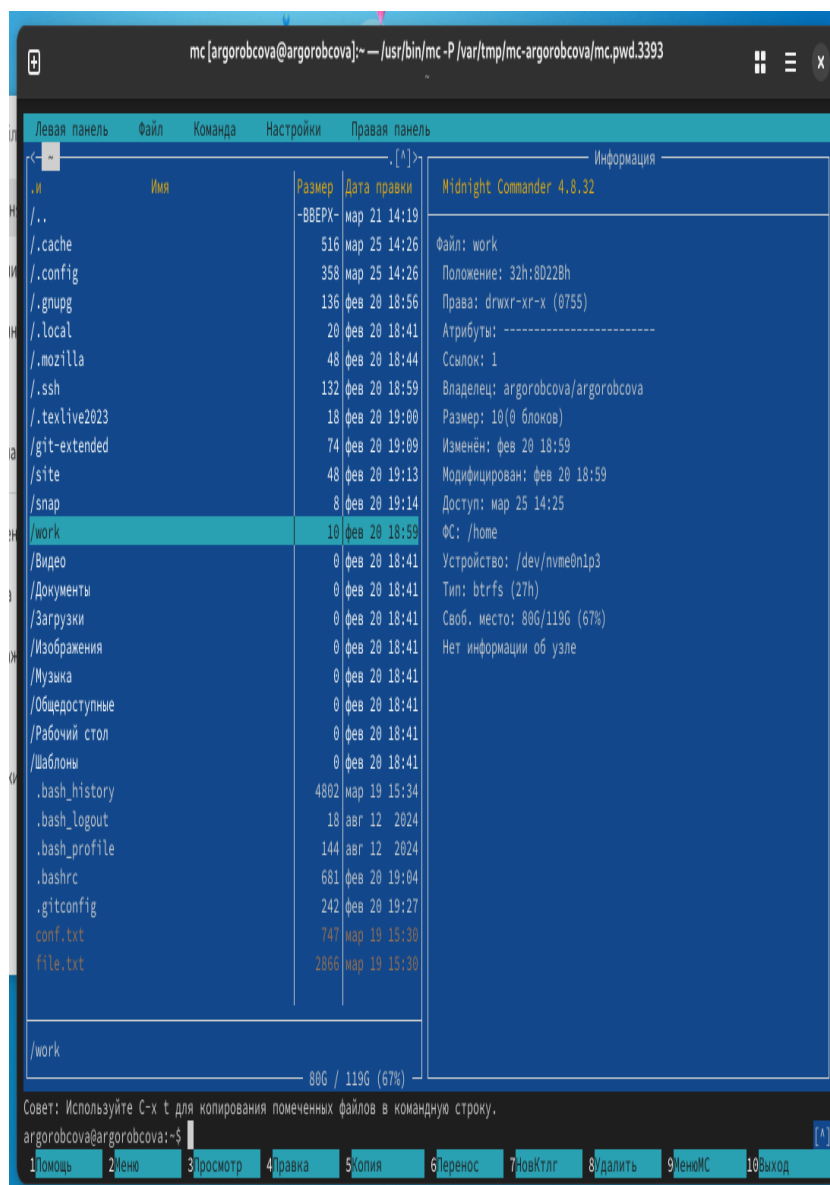 mc [argorobcova@argorobcova]:~ — /usr/bin/mc -P /var/tmp/mc-argorobcova/mc.pwd.3393
~
Левая панель Файл Команда Настройки Правая панель
<- ~ .[^]>
.и Имя Размер Дата правки
/.. -ВВЕРХ- мар 21 14:19
/.cache 516 мар 25 14:26
/.config 358 мар 25 14:26
/.gnupg 136 фев 20 18:56
/.local 20 фев 20 18:41
/.mozilla 48 фев 20 18:44
/.ssh 132 фев 20 18:59
/.texlive2023 18 фев 20 19:00
/git-extended 74 фев 20 19:09
/site 48 фев 20 19:13
/snap 8 фев 20 19:14
/work 10 фев 20 18:59
/Видео 0 фев 20 18:41
/Документы 0 фев 20 18:41
/Загрузки 0 фев 20 18:41
/Изображения 0 фев 20 18:41
/Музыка 0 фев 20 18:41
/Общедоступные 0 фев 20 18:41
/Рабочий стол 0 фев 20 18:41
/Шаблоны 0 фев 20 18:41
.bash_history 4802 мар 19 15:34
.bash_logout 18 авг 12 2024
.bash_profile 144 авг 12 2024
.bashrc 681 фев 20 19:04
.gitconfig 242 фев 20 19:27
conf.txt 747 мар 19 15:30
file.txt 2866 мар 19 15:30
/work
80G / 119G (67%)
Информация
Midnight Commander 4.8.32
Файл: work
Положение: 32h:8D22Bh
Права: drwxr-xr-x (0755)
Атрибуты: -------------------------
Ссылок: 1
Владелец: argorobcova/argorobcova
Размер: 10(0 блоков)
Изменён: фев 20 18:59
Модифицирован: фев 20 18:59
Доступ: мар 25 14:25
ФС: /home
Устройство: /dev/nvme0n1p3
Тип: btrfs (27h)
Своб. место: 80G/119G (67%)
Нет информации об узле
Совет: Используйте C-x t для копирования помеченных файлов в командную строку.
argorobcova@argorobcova:~$ [^]
1Помощь 2Меню 3Просмотр 4Правка 5Копия 6Перенос 7НовКтлг 8Удалить 9МенюМС 10Выход